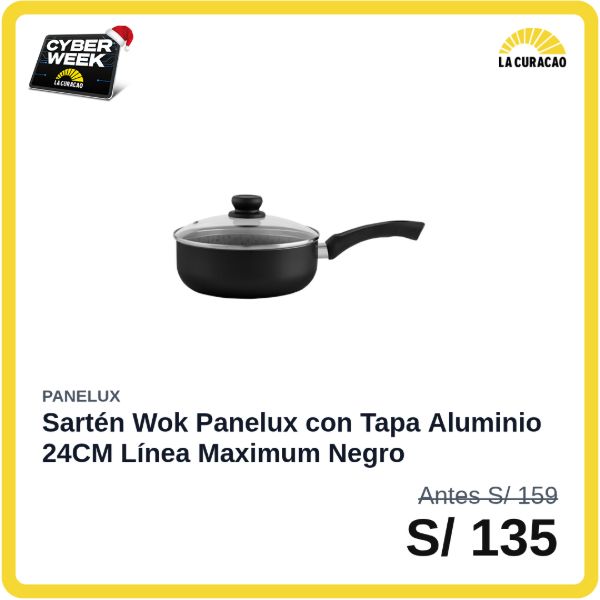 CYBER
WEEK
LA CURACAO
LA CURACAO
PANELUX
Sartén Wok Panelux con Tapa Aluminio
24CM Línea Maximum Negro
Antes S/ 159
S/ 135